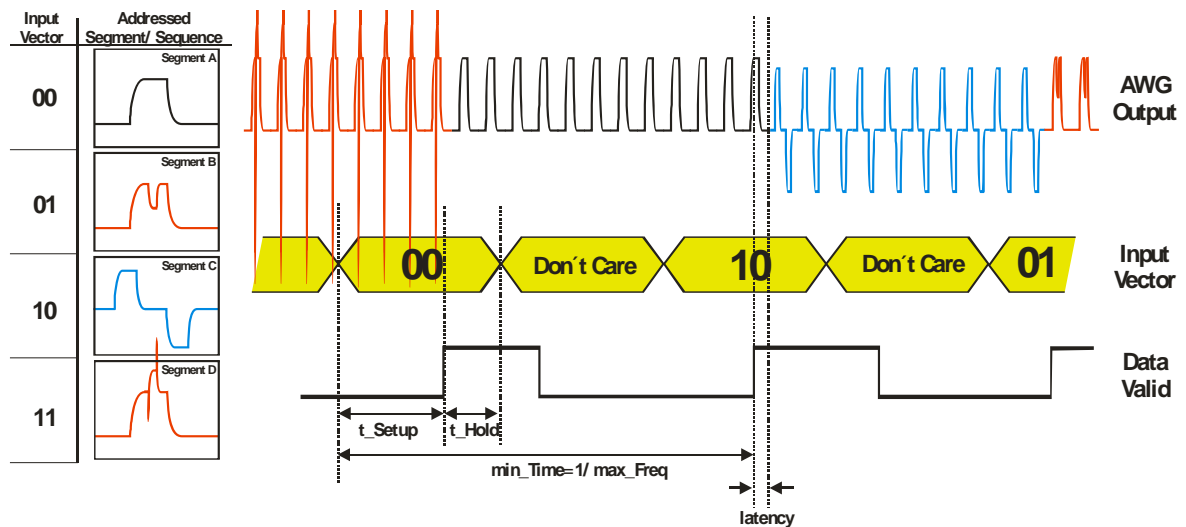 Input Vector
Addressed Segment/ Sequence
00
Segment A
01
Segment B
10
Segment C
11
Segment D
AWG Output
00
Don´t Care
10
Don´t Care
01
Input Vector
Data Valid
t_Setup
t_Hold
min_Time=1/ max_Freq
latency